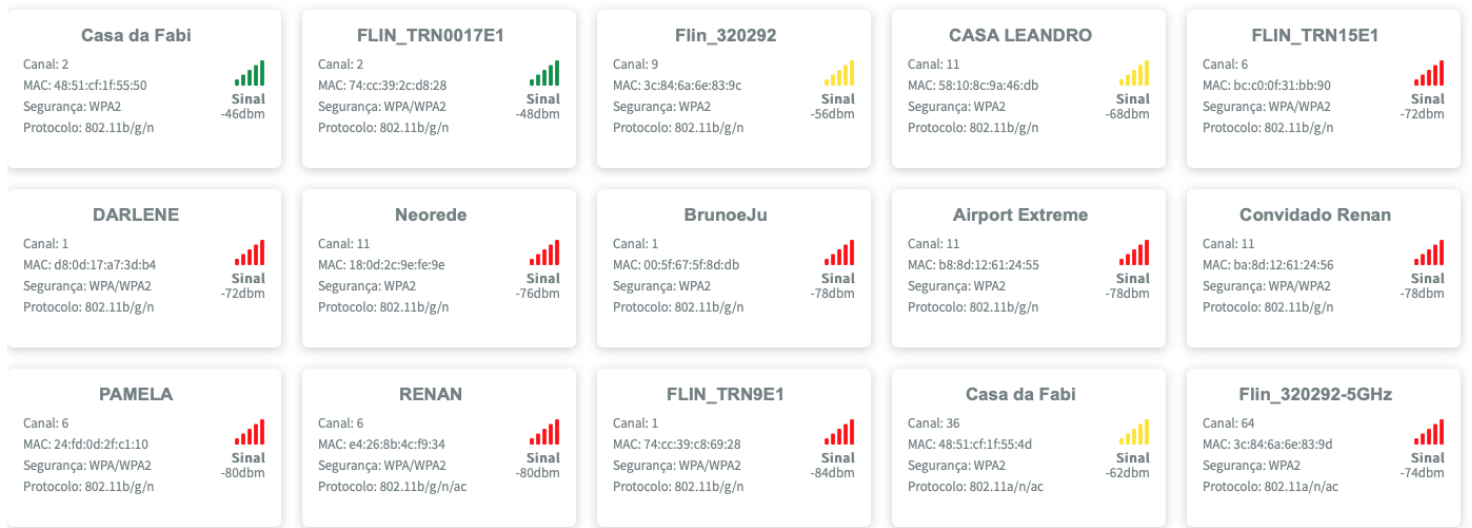 Casa da Fabi
Canal: 2
MAC: 48:51:cf:1f:55:50
Segurança: WPA2
Protocolo: 802.11b/g/n
Sinal
-46dbm
FLIN_TRN0017E1
Canal: 2
MAC: 74:cc:39:2c:d8:28
Segurança: WPA/WPA2
Protocolo: 802.11b/g/n
Sinal
-48dbm
Flin_320292
Canal: 9
MAC: 3c:84:6a:6e:83:9c
Segurança: WPA2
Protocolo: 802.11b/g/n
Sinal
-56dbm
CASA LEANDRO
Canal: 11
MAC: 58:10:8c:9a:46:db
Segurança: WPA2
Protocolo: 802.11b/g/n
Sinal
-68dbm
FLIN_TRN15E1
Canal: 6
MAC: bc:c0:0f:31:bb:90
Segurança: WPA/WPA2
Protocolo: 802.11b/g/n
Sinal
-72dbm
DARLENE
Canal: 1
MAC: d8:0d:17:a7:3d:b4
Segurança: WPA/WPA2
Protocolo: 802.11b/g/n
Sinal
-72dbm
Neorede
Canal: 11
MAC: 18:0d:2c:9e:fe:9e
Segurança: WPA2
Protocolo: 802.11b/g/n
Sinal
-76dbm
BrunoeJu
Canal: 1
MAC: 00:5f:67:5f:8d:db
Segurança: WPA2
Protocolo: 802.11b/g/n
Sinal
-78dbm
Airport Extreme
Canal: 11
MAC: b8:8d:12:61:24:55
Segurança: WPA2
Protocolo: 802.11b/g/n
Sinal
-78dbm
Convidado Renan
Canal: 11
MAC: ba:8d:12:61:24:56
Segurança: WPA/WPA2
Protocolo: 802.11b/g/n
Sinal
-78dbm
PAMELA
Canal: 6
MAC: 24:fd:0d:2f:c1:10
Segurança: WPA/WPA2
Protocolo: 802.11b/g/n
Sinal
-80dbm
RENAN
Canal: 6
MAC: e4:26:8b:4c:f9:34
Segurança: WPA/WPA2
Protocolo: 802.11b/g/n/ac
Sinal
-80dbm
FLIN_TRN9E1
Canal: 1
MAC: 74:cc:39:c8:69:28
Segurança: WPA/WPA2
Protocolo: 802.11b/g/n
Sinal
-84dbm
Casa da Fabi
Canal: 36
MAC: 48:51:cf:1f:55:4d
Segurança: WPA2
Protocolo: 802.11a/n/ac
Sinal
-62dbm
Flin_320292-5GHz
Canal: 64
MAC: 3c:84:6a:6e:83:9d
Segurança: WPA2
Protocolo: 802.11a/n/ac
Sinal
-74dbm